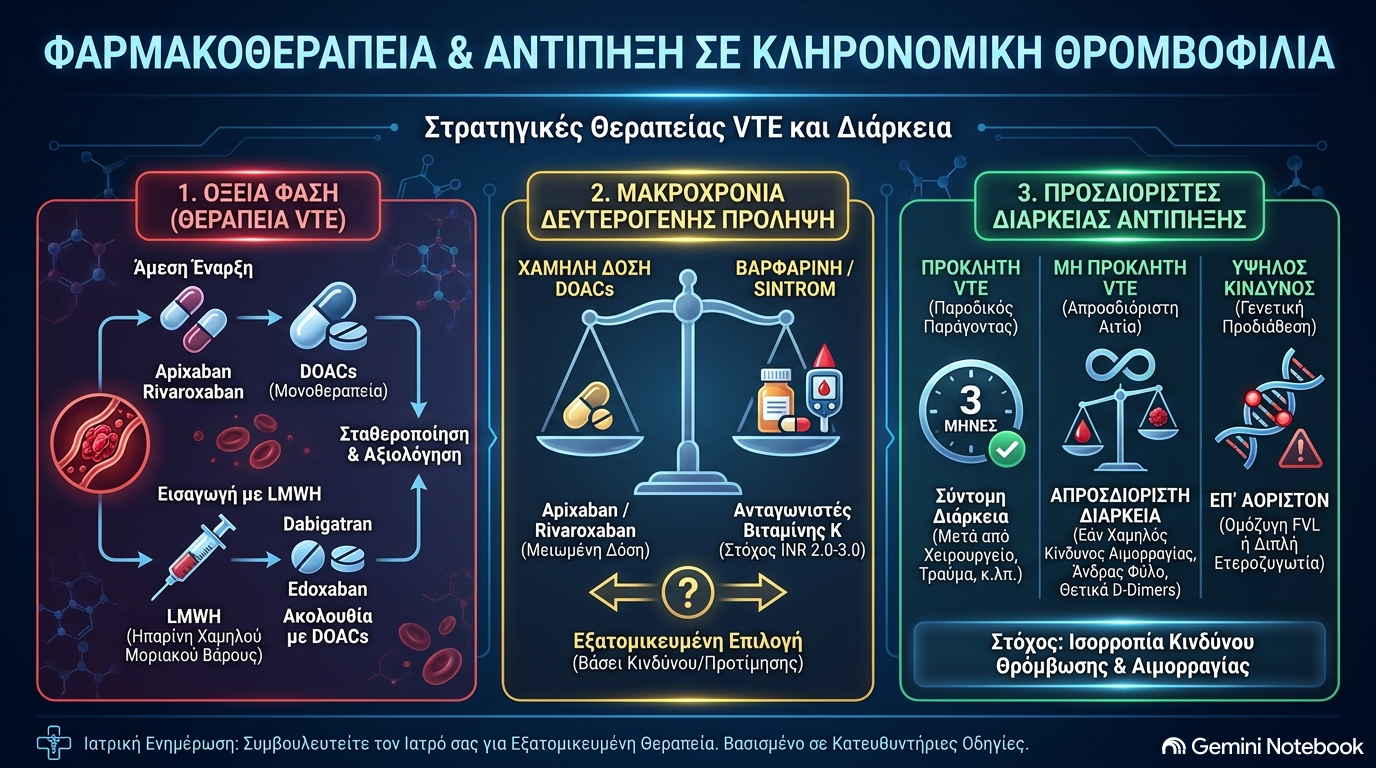 ΦΑΡΜΑΚΟΘΕΡΑΠΕΙΑ & ΑΝΤΙΠΗΞΗ ΣΕ ΚΛΗΡΟΝΟΜΙΚΗ ΘΡΟΜΒΟΦΙΛΙΑ
Στρατηγικές Θεραπείας VTE και Διάρκεια
1. ΟΞΕΙΑ ΦΑΣΗ
(ΘΕΡΑΠΕΙΑ VTE)
Άμεση Έναρξη
Apixaban
Rivaroxaban
DOACs
(Μονοθεραπεία)
Σταθεροποίηση
& Αξιολόγηση
Εισαγωγή με LMWH
LMWH
(Ηπαρίνη Χαμηλού
Μοριακού Βάρους)
Dabigatran
Edoxaban
Ακολουθία
με DOACs
2. ΜΑΚΡΟΧΡΟΝΙΑ
ΔΕΥΤΕΡΟΓΕΝΗΣ ΠΡΟΛΗΨΗ
ΧΑΜΗΛΗ ΔΟΣΗ
DOACs
ΒΑΡΦΑΡΙΝΗ /
SINTROM
Apixaban /
Rivaroxaban
(Μειωμένη Δόση)
Ανταγωνιστές
Βιταμίνης Κ
(Στόχος INR 2.0-3.0)
?
Εξατομικευμένη Επιλογή
(Βάσει Κινδύνου/Προτίμησης)
3. ΠΡΟΣΔΙΟΡΙΣΤΕΣ
ΔΙΑΡΚΕΙΑΣ ΑΝΤΙΠΗΞΗΣ
ΠΡΟΚΛΗΤΗ
VTE
(Παροδικός
Παράγοντας)
3
ΜΗΝΕΣ
Σύντομη
Διάρκεια
(Μετά από
Χειρουργείο,
Τραύμα, κ.λπ.)
ΜΗ ΠΡΟΚΛΗΤΗ
VTE
(Απροσδιόριστη
Αιτία)
ΑΠΡΟΣΔΙΟΡΙΣΤΗ
ΔΙΑΡΚΕΙΑ
(Εάν Χαμηλός
Κίνδυνος Αιμορραγίας,
Άνδρας Φύλο,
Θετικά D-Dimers)
ΥΨΗΛΟΣ
ΚΙΝΔΥΝΟΣ
(Γενετική
Προδιάθεση)
ΕΠ' ΑΟΡΙΣΤΟΝ
(Ομόζυγη FVL
ή Διπλή
Ετεροζυγωτία)
Στόχος: Ισορροπία Κινδύνου
Θρόμβωσης & Αιμορραγίας
Ιατρική Ενημέρωση: Συμβουλευτείτε τον Ιατρό σας για Εξατομικευμένη Θεραπεία. Βασισμένο σε Κατευθυντήριες Οδηγίες.
Gemini Notebook